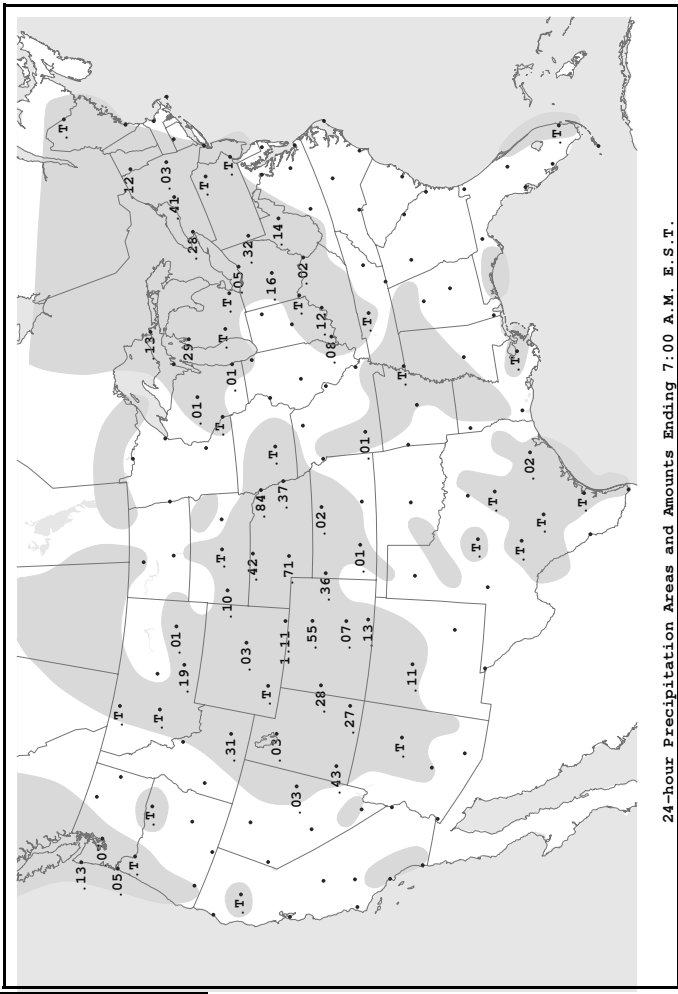 .T
.13
.05
.T
.12
.T
.13
.T
.T
.03
.41
.01
.19
.29
.28
.01
.T
.T
.T
.T
.T
.10
.T
.31
.01
.05
.T
.03
.32
.42
.84
.T
.16
.T
.03
.14
.37
1.11
.71
.03
.T
.02
.55
.28
.02
.12
.36
.08
.43
.07
.27
.01
.01
.13
.T
.T
.T
.11
.T
.T
.T
.T
.02
.T
.T
.T
24-hour Precipitation Areas and Amounts Ending 7:00 A.M. E.S.T.